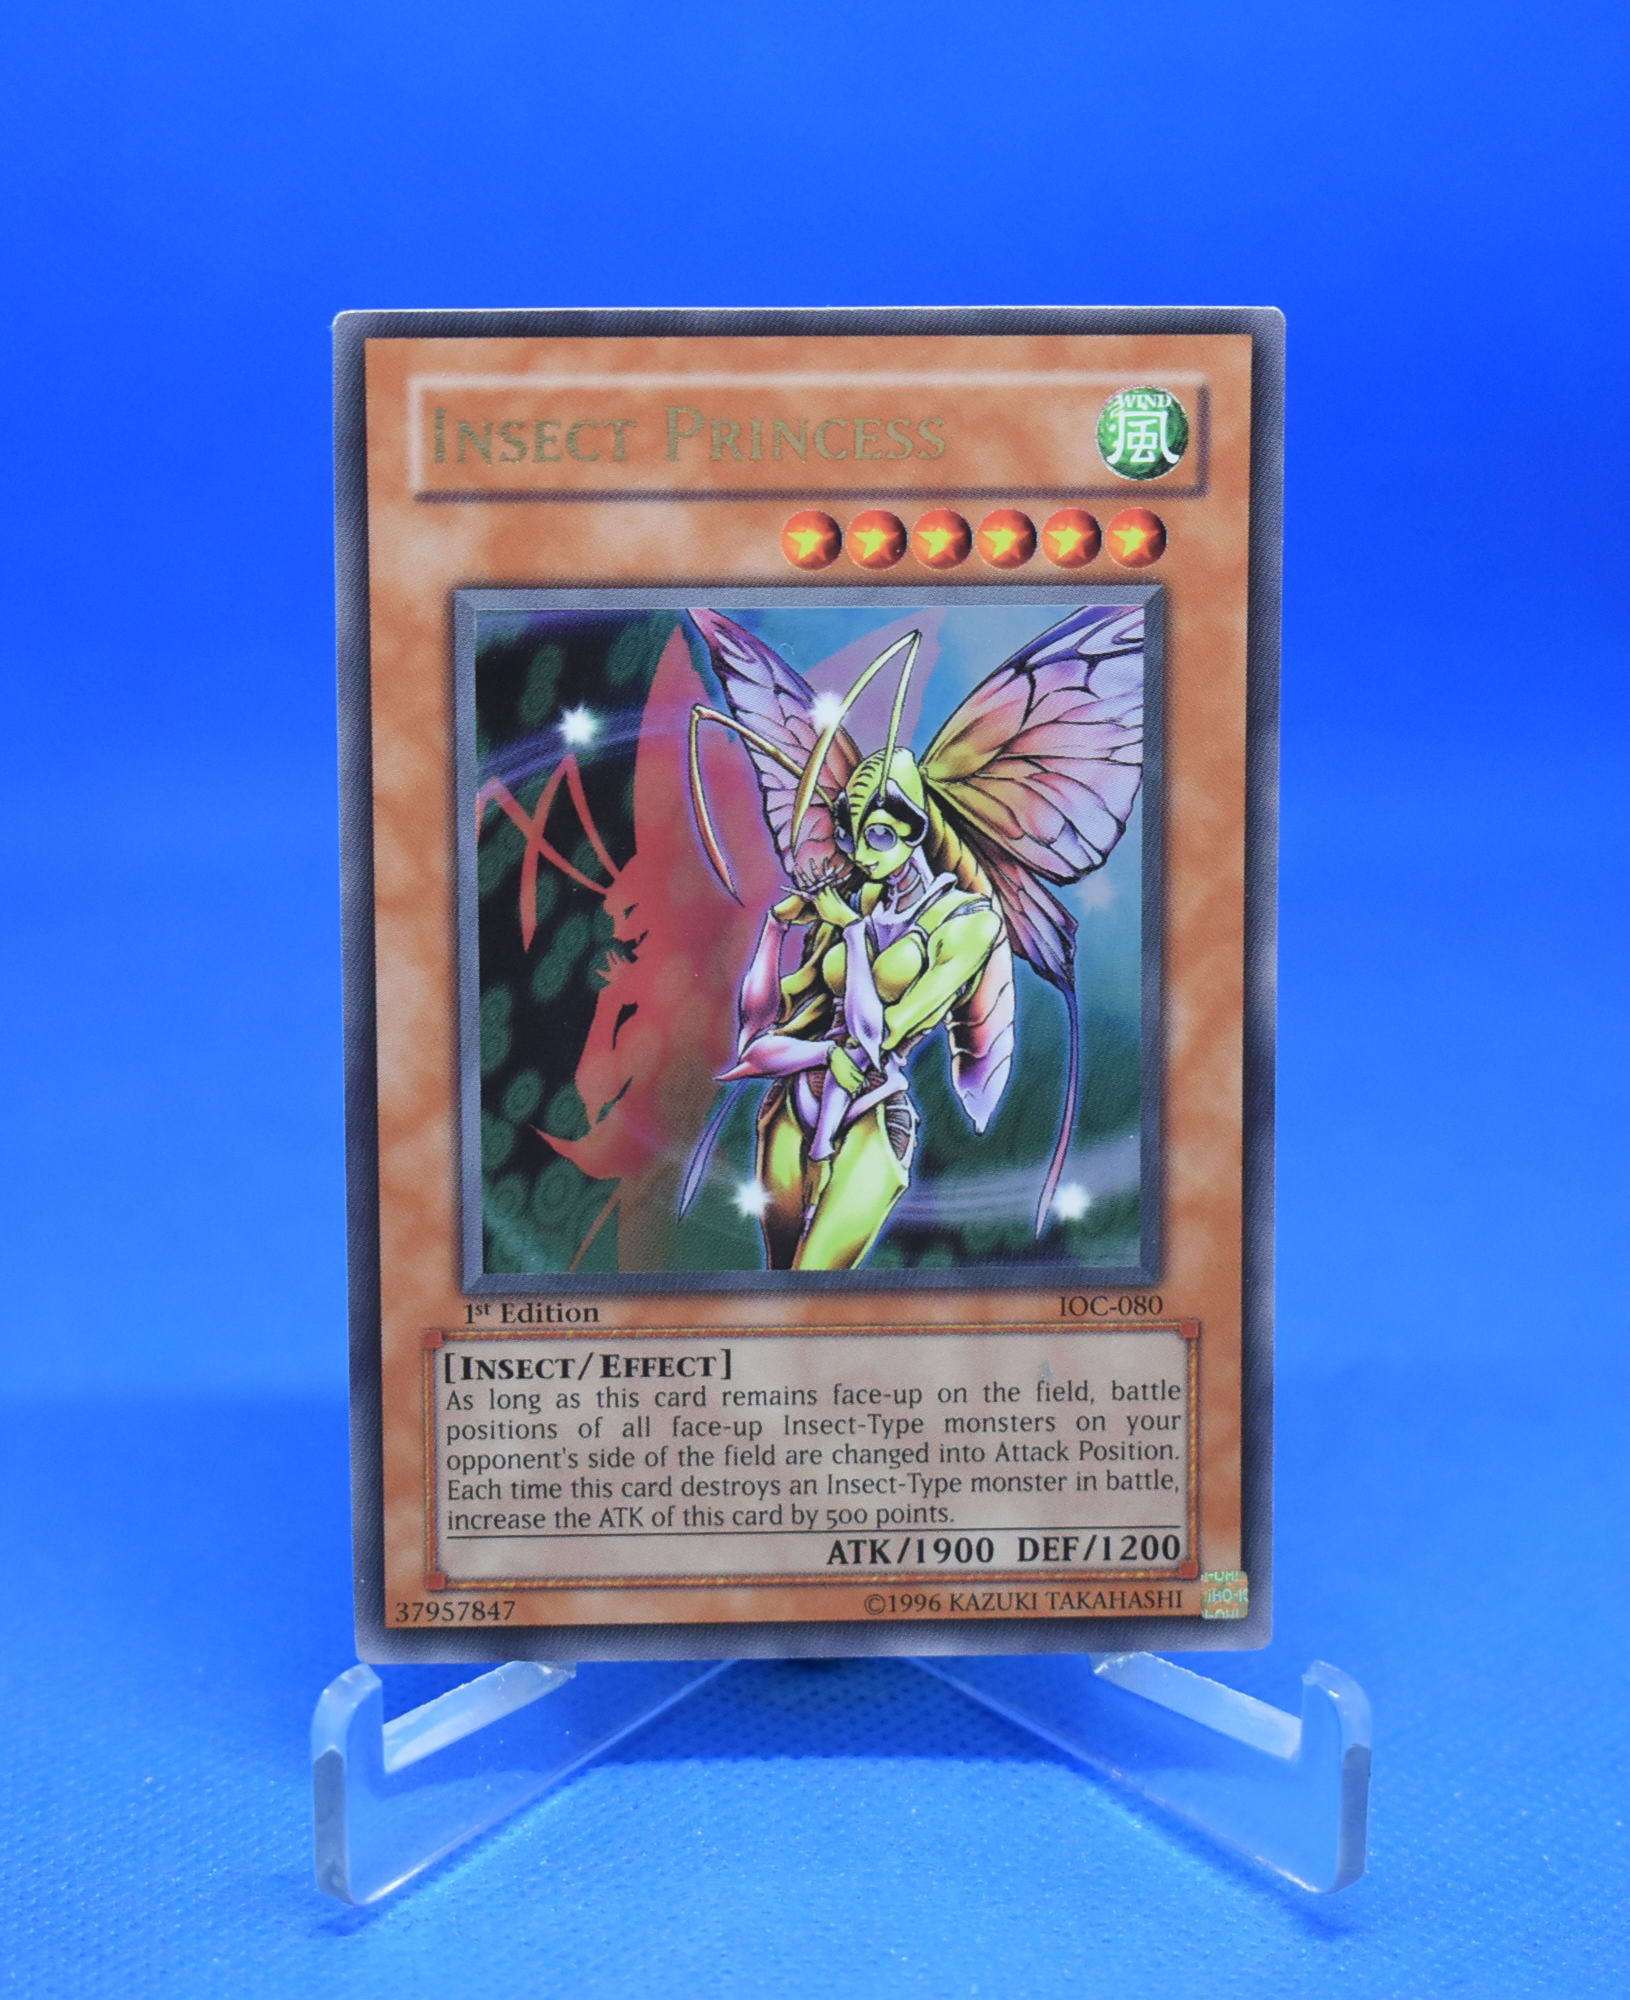 INSECT PRINCESS
WIND
風
1st Edition
IOC-080
[INSECT/EFFECT]
As long as this card remains face-up on the field, battle
positions of all face-up Insect-Type monsters on your
opponent's side of the field are changed into Attack Position.
Each time this card destroys an Insect-Type monster in battle,
increase the ATK of this card by 500 points.
ATK/1900 DEF/1200
37957847
©1996 KAZUKI TAKAHASHI